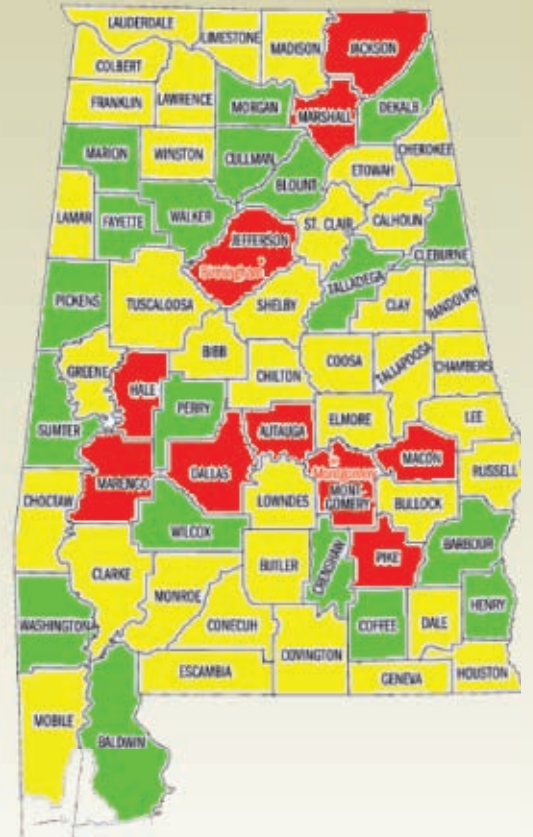 LAUDERDALE
LIMESTONE
MADISON
JACKSON
COLBERT
FRANKLIN
LAWRENCE
MORGAN
MARSHALL
DEKALB
MARION
WINSTON
CULLMAN
BLOUNT
ETOWAH
CHEROKEE
LAMAR
FAYETTE
WALKER
JEFFERSON
Birmingham
ST. CLAIR
CALHOUN
CLEBURNE
PICKENS
TUSCALOOSA
SHELBY
TALLADEGA
CLAY
RANDOLPH
GREENE
HALE
BIBB
CHILTON
COOSA
TALLAPOOSA
CHAMBERS
SUMTER
PERRY
AUTAUGA
ELMORE
LEE
MARENGO
DALLAS
Montgomery
MACON
RUSSELL
CHOCTAW
LOWNDES
MONT-
GOMERY
BULLOCK
WILCOX
CLARKE
BUTLER
CRENSHAW
PIKE
BARBOUR
MONROE
HENRY
WASHINGTON
CONECUH
COFFEE
DALE
COVINGTON
ESCAMBIA
GENEVA
HOUSTON
MOBILE
BALDWIN